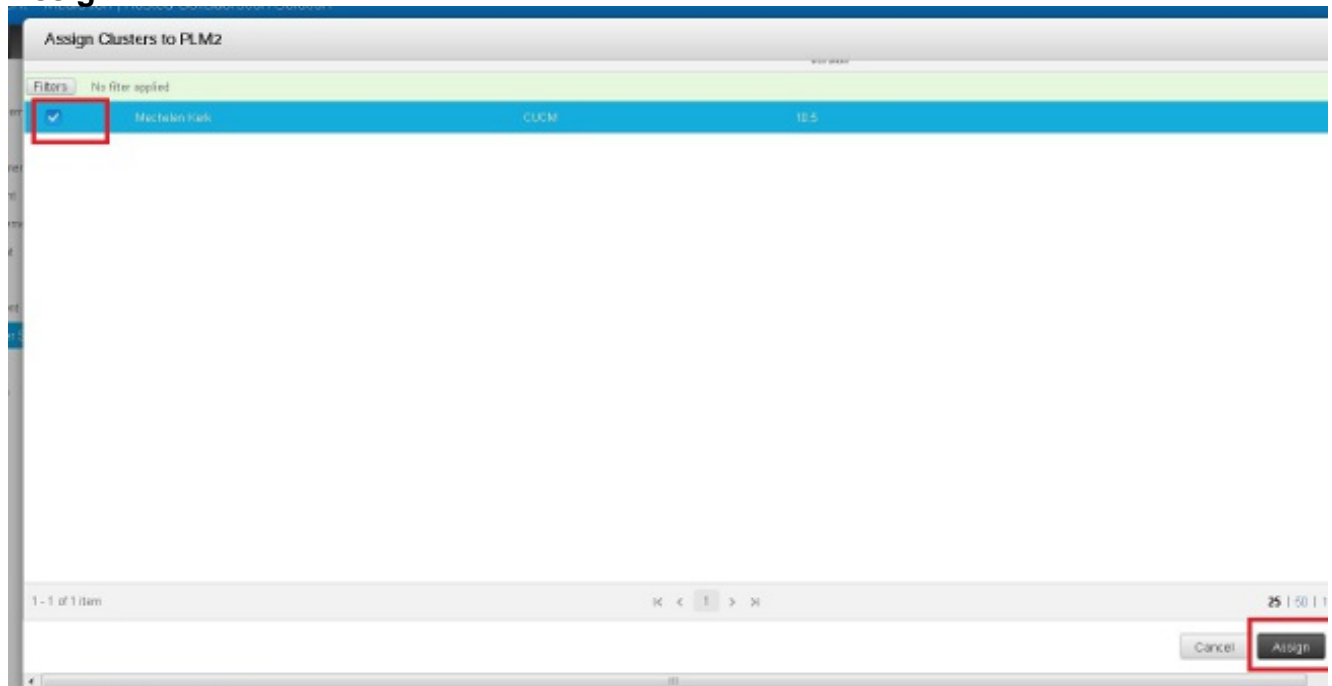 Assign Clusters to PLM2
Filters No filter applied
Mechelen Kerk CUCM 10.5
1 - 1 of 1 item 1 25 | 50 |
Cancel Assign